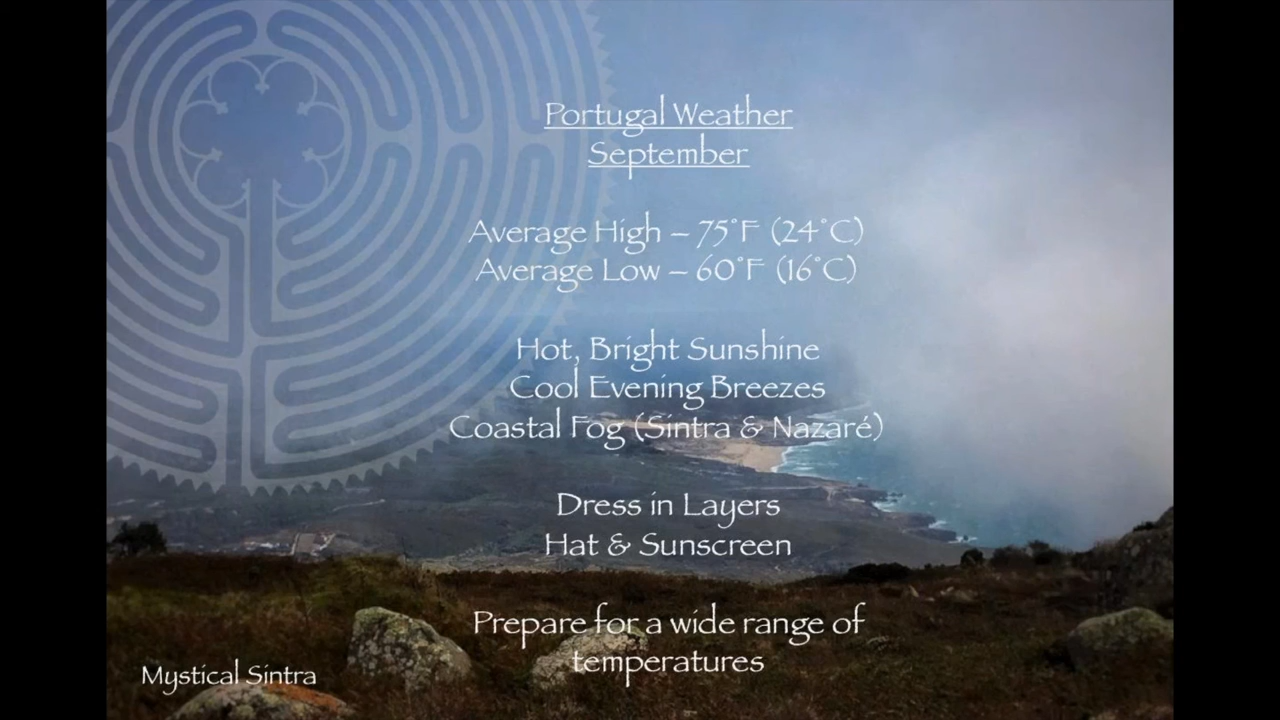 Portugal Weather
September
Average High – 75°F (24°C)
Average Low – 60°F (16°C)
Hot, Bright Sunshine
Cool Evening Breezes
Coastal Fog (Sintra & Nazaré)
Dress in Layers
Hat & Sunscreen
Prepare for a wide range of
temperatures
Mystical Sintra